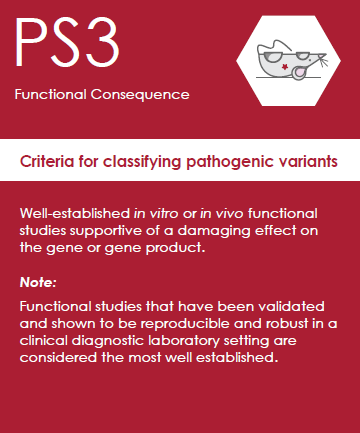 PS3
Functional Consequence
Criteria for classifying pathogenic variants
Well-established in vitro or in vivo functional
studies supportive of a damaging effect on
the gene or gene product.
Note:
Functional studies that have been validated
and shown to be reproducible and robust in a
clinical diagnostic laboratory setting are
considered the most well established.